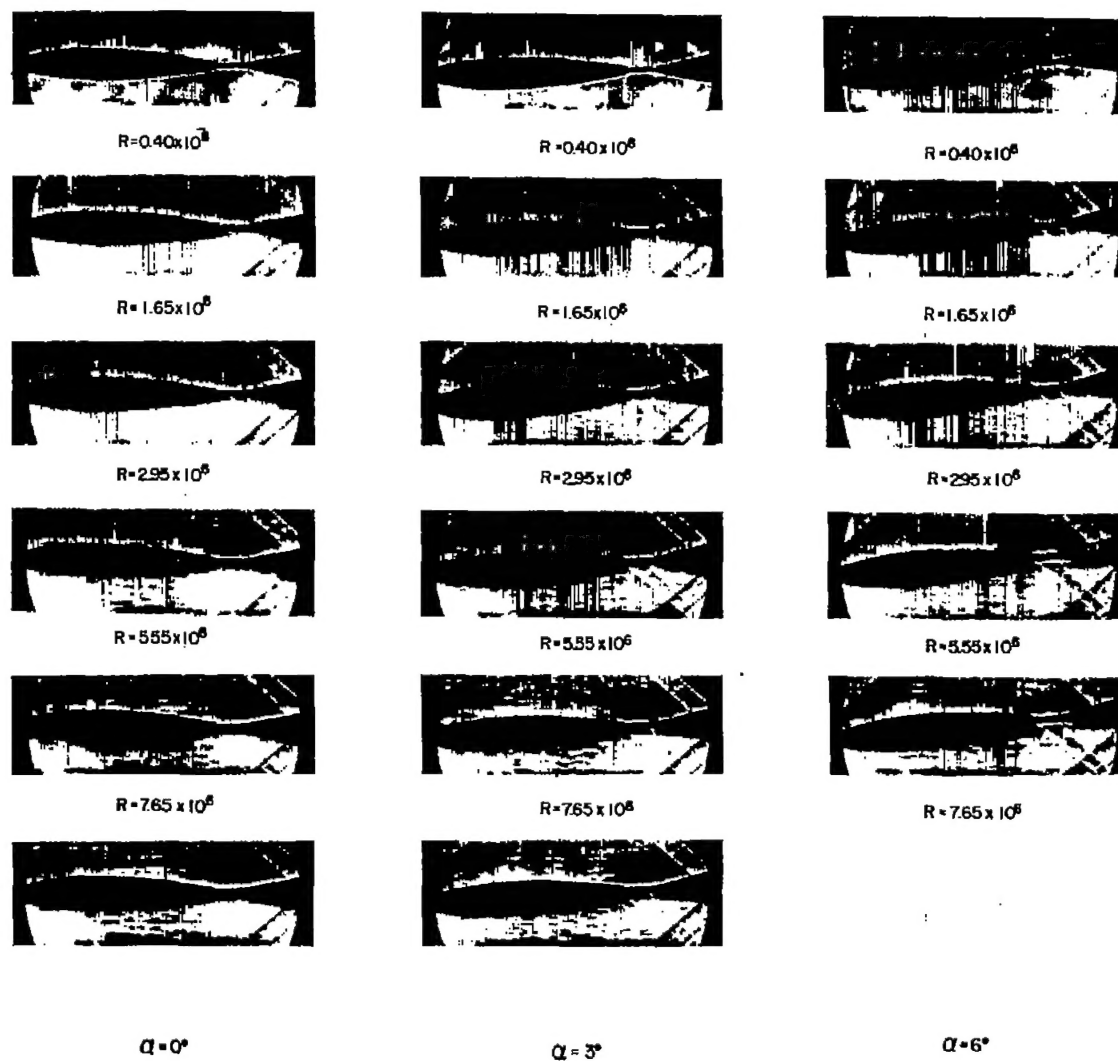 R=0.40x10⁶ R=0.40x10⁶ R=0.40x10⁶
R=1.65x10⁶ R=1.65x10⁶ R=1.65x10⁶
R=2.95x10⁶ R=2.95x10⁶ R=2.95x10⁶
R=5.55x10⁶ R=5.55x10⁶ R=5.55x10⁶
R=7.65x10⁶ R=7.65x10⁶ R=7.65x10⁶
α=0° α=3° α=6°